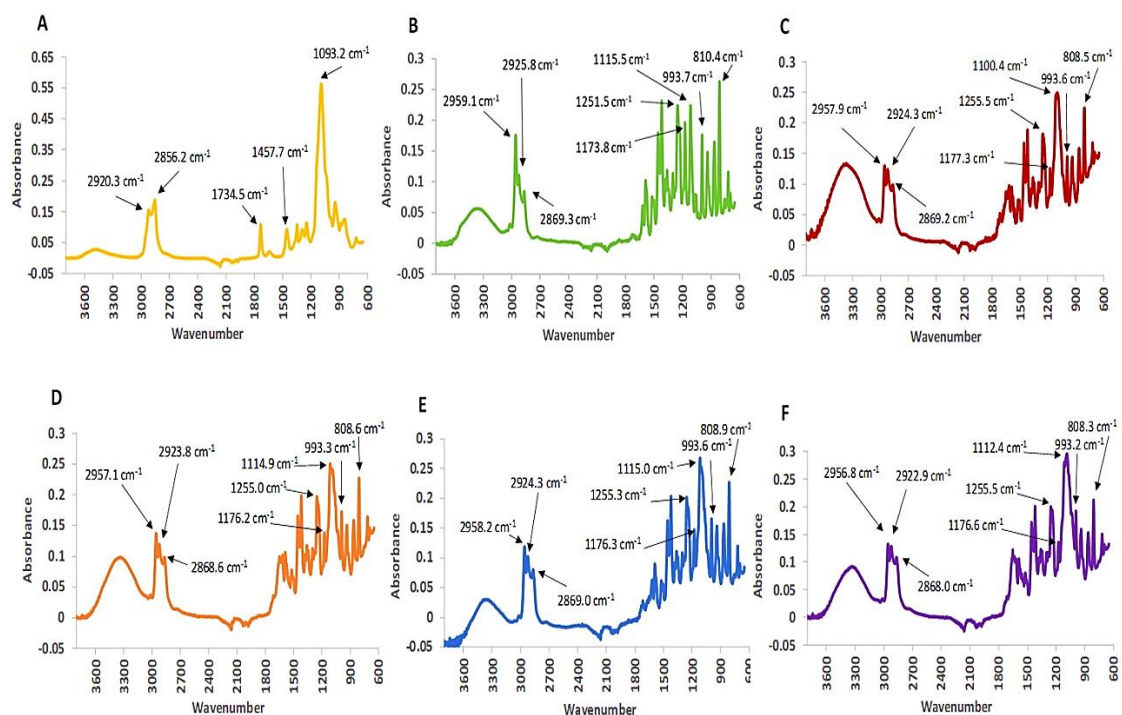 A
1093.2 cm-1
0.65
0.55
0.45
0.35
0.25
0.15
0.05
-0.05
Absorbance
2920.3 cm-1
2856.2 cm-1
1734.5 cm-1
1457.7 cm-1
3600
3300
3000
2700
2400
2100
1800
1500
1200
900
600
Wavenumber
B
0.3
0.25
0.2
0.15
0.1
0.05
0
-0.05
Absorbance
2959.1 cm-1
2925.8 cm-1
2869.3 cm-1
1115.5 cm-1
1251.5 cm-1
1173.8 cm-1
993.7 cm-1
810.4 cm-1
3600
3300
3000
2700
2400
2100
1800
1500
1200
900
600
Wavenumber
C
0.3
0.25
0.2
0.15
0.1
0.05
0
-0.05
Absorbance
2957.9 cm-1
2924.3 cm-1
2869.2 cm-1
1100.4 cm-1
1255.5 cm-1
1177.3 cm-1
993.6 cm-1
808.5 cm-1
3600
3300
3000
2700
2400
2100
1800
1500
1200
900
600
Wavenumber
D
0.3
0.25
0.2
0.15
0.1
0.05
0
-0.05
Absorbance
2957.1 cm-1
2923.8 cm-1
2868.6 cm-1
1114.9 cm-1
1255.0 cm-1
1176.2 cm-1
993.3 cm-1
808.6 cm-1
3600
3300
3000
2700
2400
2100
1800
1500
1200
900
600
Wavenumber
E
0.3
0.25
0.2
0.15
0.1
0.05
0
-0.05
Absorbance
2958.2 cm-1
2924.3 cm-1
2869.0 cm-1
1115.0 cm-1
1255.3 cm-1
1176.3 cm-1
993.6 cm-1
808.9 cm-1
3600
3300
3000
2700
2400
2100
1800
1500
1200
900
600
Wavenumber
F
0.3
0.25
0.2
0.15
0.1
0.05
0
-0.05
Absorbance
2956.8 cm-1
2922.9 cm-1
2868.0 cm-1
1112.4 cm-1
1255.5 cm-1
1176.6 cm-1
993.2 cm-1
808.3 cm-1
3600
3300
3000
2700
2400
2100
1800
1500
1200
900
600
Wavenumber